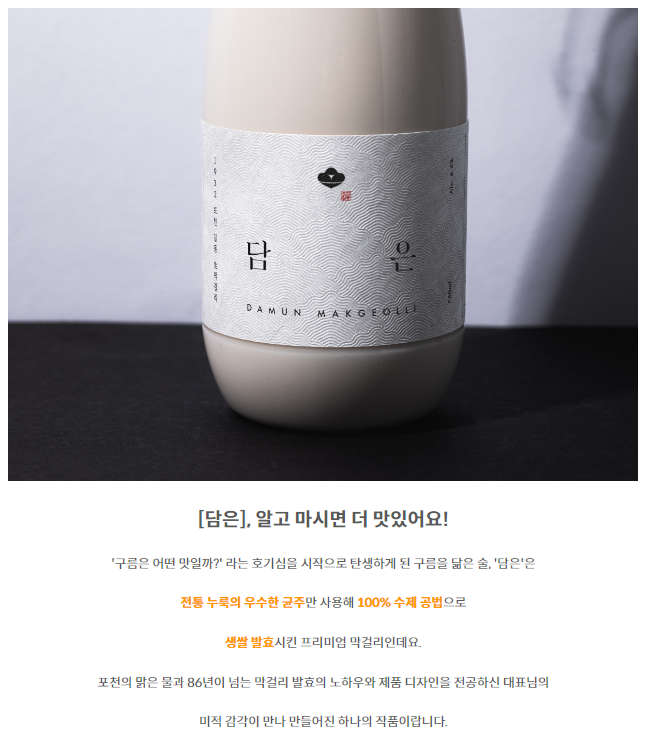 담 은
DAMUN MAKGEOLLI
750ml
[담은], 알고 마시면 더 맛있어요!
'구름은 어떤 맛일까?' 라는 호기심을 시작으로 탄생하게 된 구름을 닮은 술, '담은'은
전통 누룩의 우수한 균주만 사용해 100% 수제 공법으로
생쌀 발효시킨 프리미엄 막걸리인데요.
포천의 맑은 물과 86년이 넘는 막걸리 발효의 노하우와 제품 디자인을 전공하신 대표님의
미적 감각이 만나 만들어진 하나의 작품이랍니다.